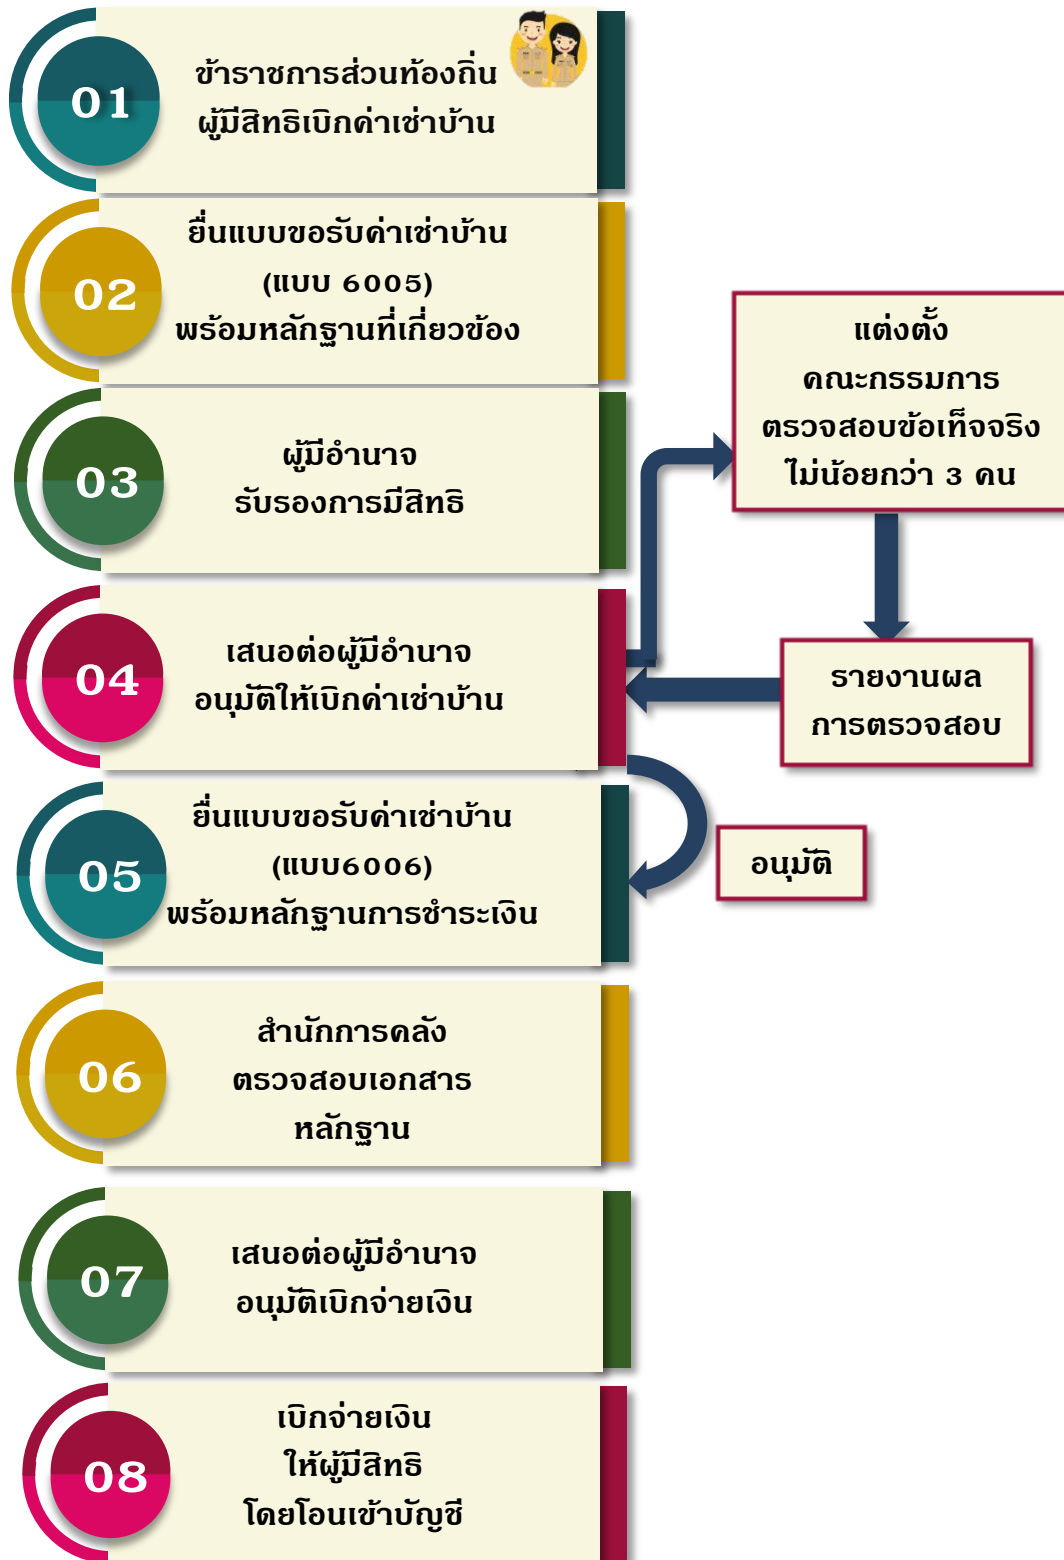 01
ข้าราชการส่วนท้องถิ่น
ผู้มีสิทธิเบิกค่าเช่าบ้าน
02
ยื่นแบบขอรับค่าเช่าบ้าน
(แบบ 6005)
พร้อมหลักฐานที่เกี่ยวข้อง
03
ผู้มีอำนาจ
รับรองการมีสิทธิ
04
เสนอต่อผู้มีอำนาจ
อนุมัติให้เบิกค่าเช่าบ้าน
แต่งตั้ง
คณะกรรมการ
ตรวจสอบข้อเท็จจริง
ไม่น้อยกว่า 3 คน
รายงานผล
การตรวจสอบ
อนุมัติ
05
ยื่นแบบขอรับค่าเช่าบ้าน
(แบบ6006)
พร้อมหลักฐานการชำระเงิน
06
สำนักการคลัง
ตรวจสอบเอกสาร
หลักฐาน
07
เสนอต่อผู้มีอำนาจ
อนุมัติเบิกจ่ายเงิน
08
เบิกจ่ายเงิน
ให้ผู้มีสิทธิ
โดยโอนเข้าบัญชี